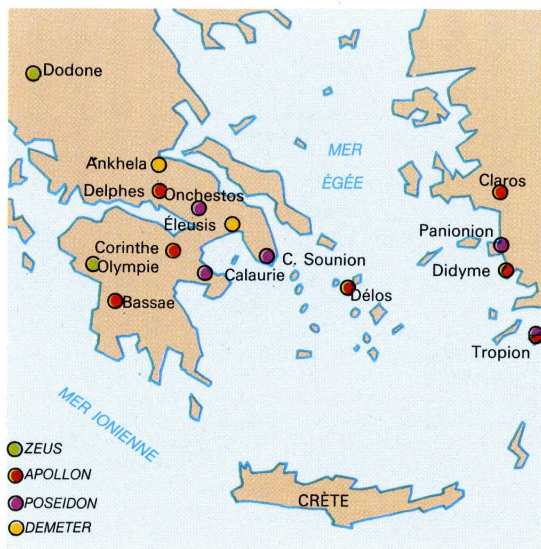 Dodone
MER
ÉGÉE
Ankhela
Delphes
Onchestos
Claros
Éleusis
Panionion
Corinthe
C. Sounion
Olympie
Calaurie
Didyme
Délos
Bassae
Tropion
MER IONIENNE
ZEUS
APOLLON
POSEIDON
DEMETER
CRÈTE